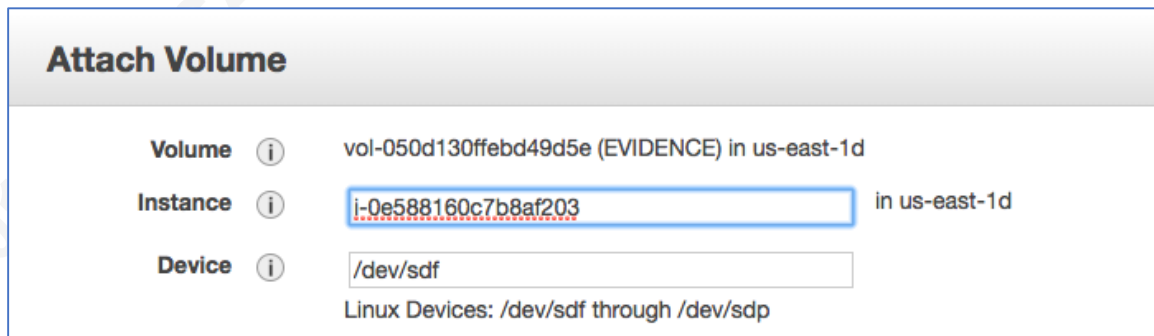 Attach Volume
Volume i vol-050d130ffebd49d5e (EVIDENCE) in us-east-1d
Instance i i-0e588160c7b8af203 in us-east-1d
Device i /dev/sdf
Linux Devices: /dev/sdf through /dev/sdp